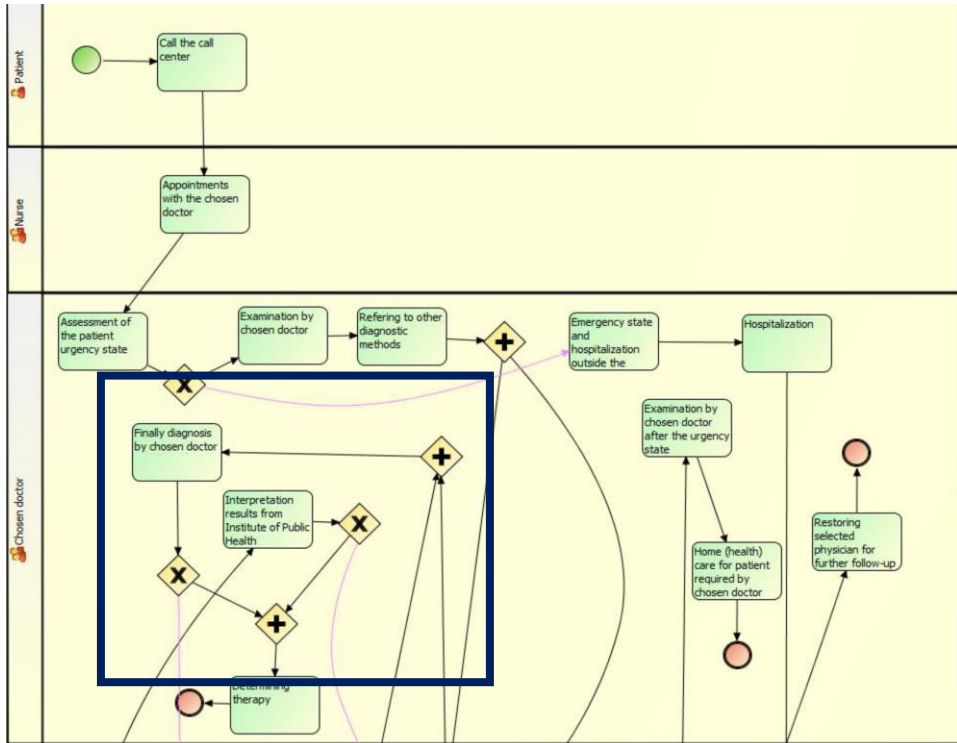 Patient
Call the call
center
Nurse
Appointments
with the chosen
doctor
Chosen doctor
Assessment of
the patient
urgency state
Examination by
chosen doctor
Refering to other
diagnostic
methods
Emergency state
and
hospitalization
outside the
Hospitalization
Finally diagnosis
by chosen doctor
Interpretation
results from
Institute of Public
Health
Examination by
chosen doctor
after the urgency
state
Home (health)
care for patient
required by
chosen doctor
Restoring
selected
physician for
further follow-up
Determining
therapy